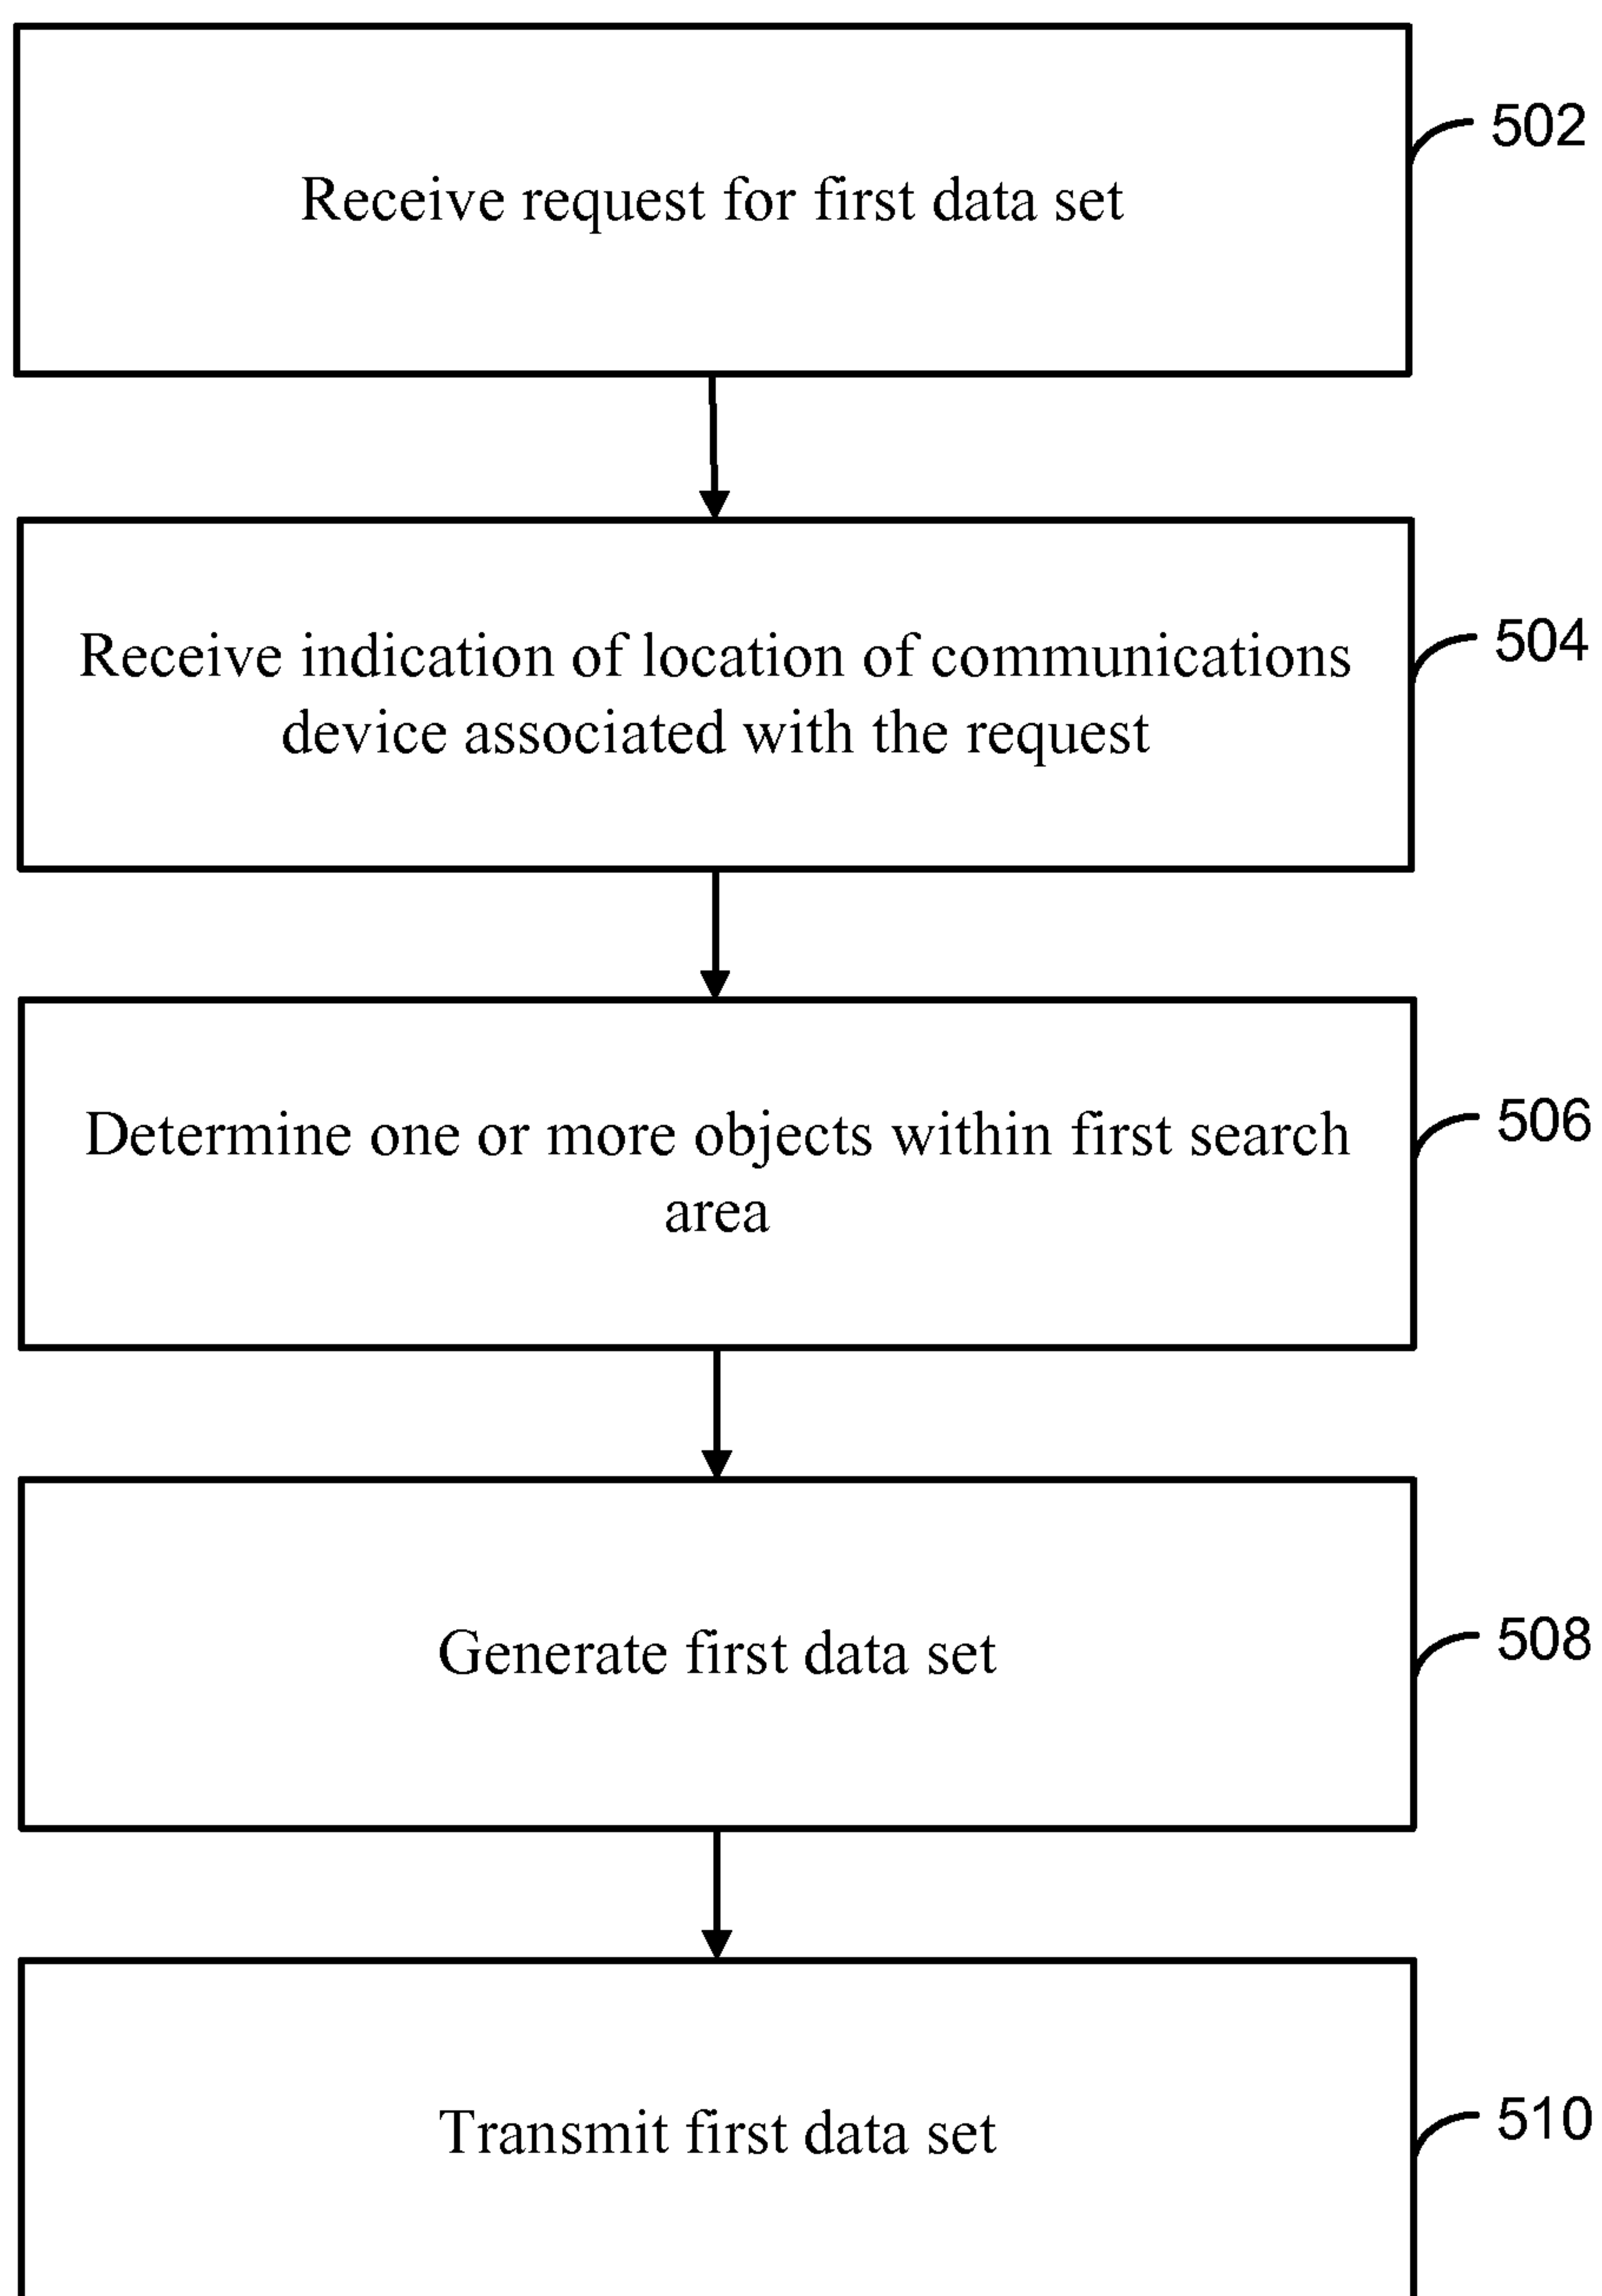 Receive request for first data set
502
Receive indication of location of communications
device associated with the request
504
Determine one or more objects within first search
area
506
Generate first data set
508
Transmit first data set
510